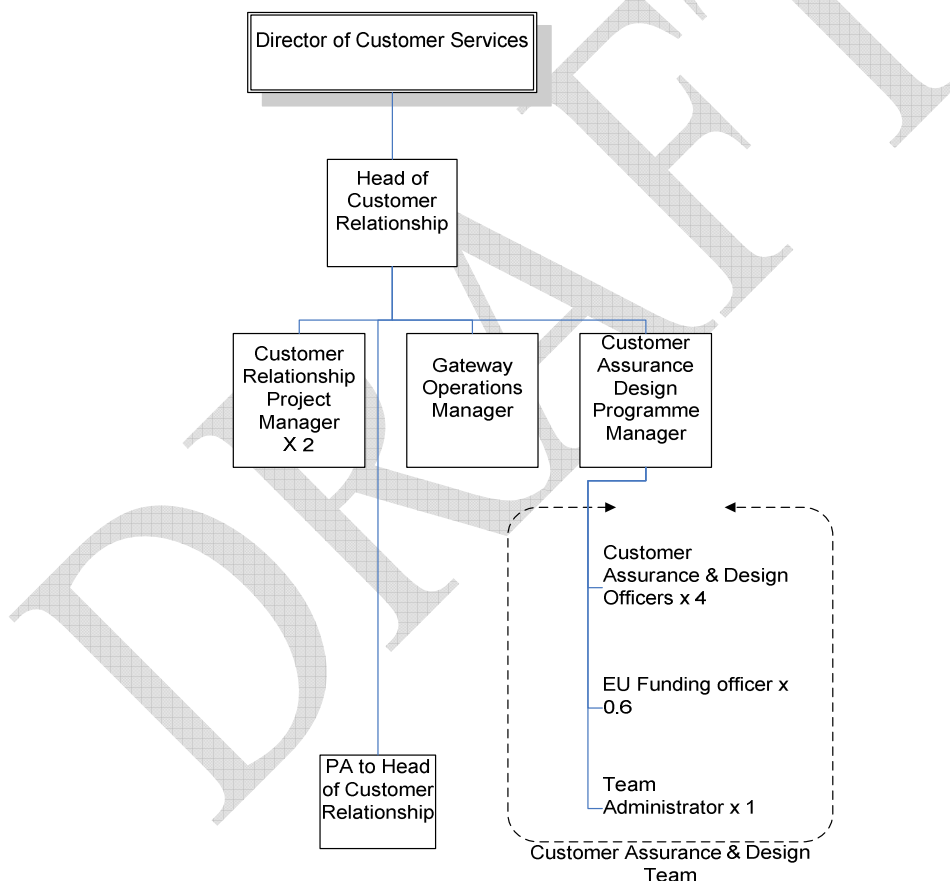 Director of Customer Services
Head of
Customer
Relationship
Customer
Relationship
Project
Manager
X 2
Gateway
Operations
Manager
Customer
Assurance
Design
Programme
Manager
Customer
Assurance & Design
Officers x 4
EU Funding officer x
0.6
Team
Administrator x 1
PA to Head
of Customer
Relationship
Customer Assurance & Design
Team
DRAFT